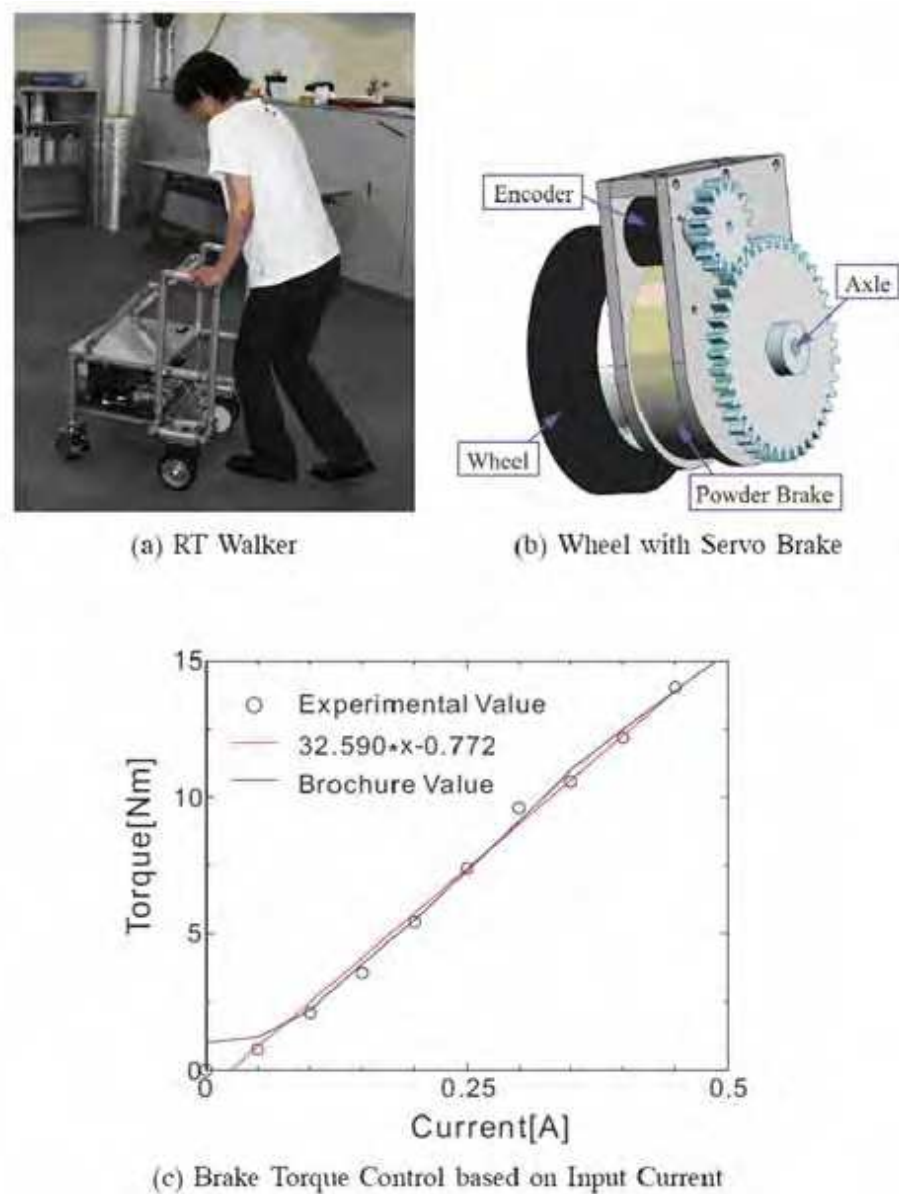 Encoder
Axle
Wheel
Powder Brake
(a) RT Walker
(b) Wheel with Servo Brake
15
Experimental Value
32.590*x-0.772
Brochure Value
10
Torque[Nm]
5
0
0
0.25
0.5
Current[A]
(c) Brake Torque Control based on Input Current